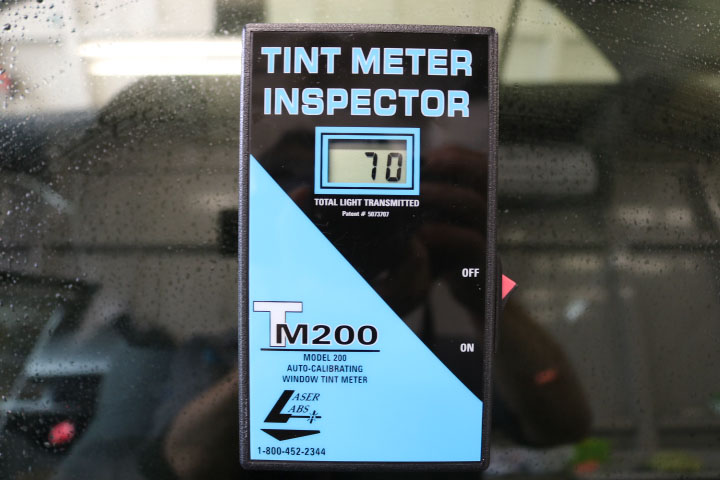 TINT METER
INSPECTOR
70
TOTAL LIGHT TRANSMITTED
Patent # 5073707
OFF
ON
TM200
MODEL 200
AUTO-CALIBRATING
WINDOW TINT METER
LASER
LABS
1-800-452-2344